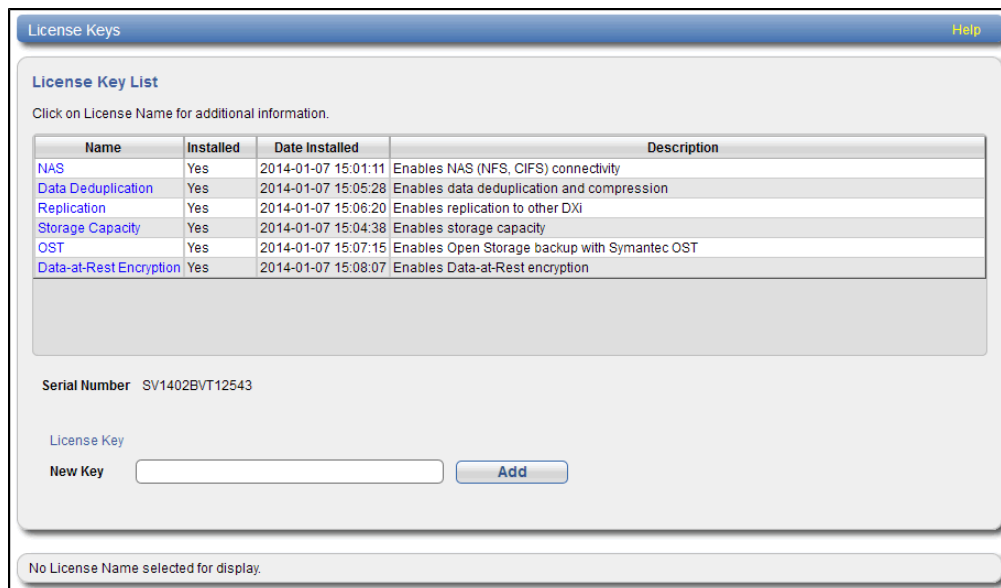 License Keys Help
License Key List
Click on License Name for additional information.
Name Installed Date Installed Description
NAS Yes 2014-01-07 15:01:11 Enables NAS (NFS, CIFS) connectivity
Data Deduplication Yes 2014-01-07 15:05:28 Enables data deduplication and compression
Replication Yes 2014-01-07 15:06:20 Enables replication to other DXi
Storage Capacity Yes 2014-01-07 15:04:38 Enables storage capacity
OST Yes 2014-01-07 15:07:15 Enables Open Storage backup with Symantec OST
Data-at-Rest Encryption Yes 2014-01-07 15:08:07 Enables Data-at-Rest encryption
Serial Number SV1402BVT12543
License Key
New Key Add
No License Name selected for display.